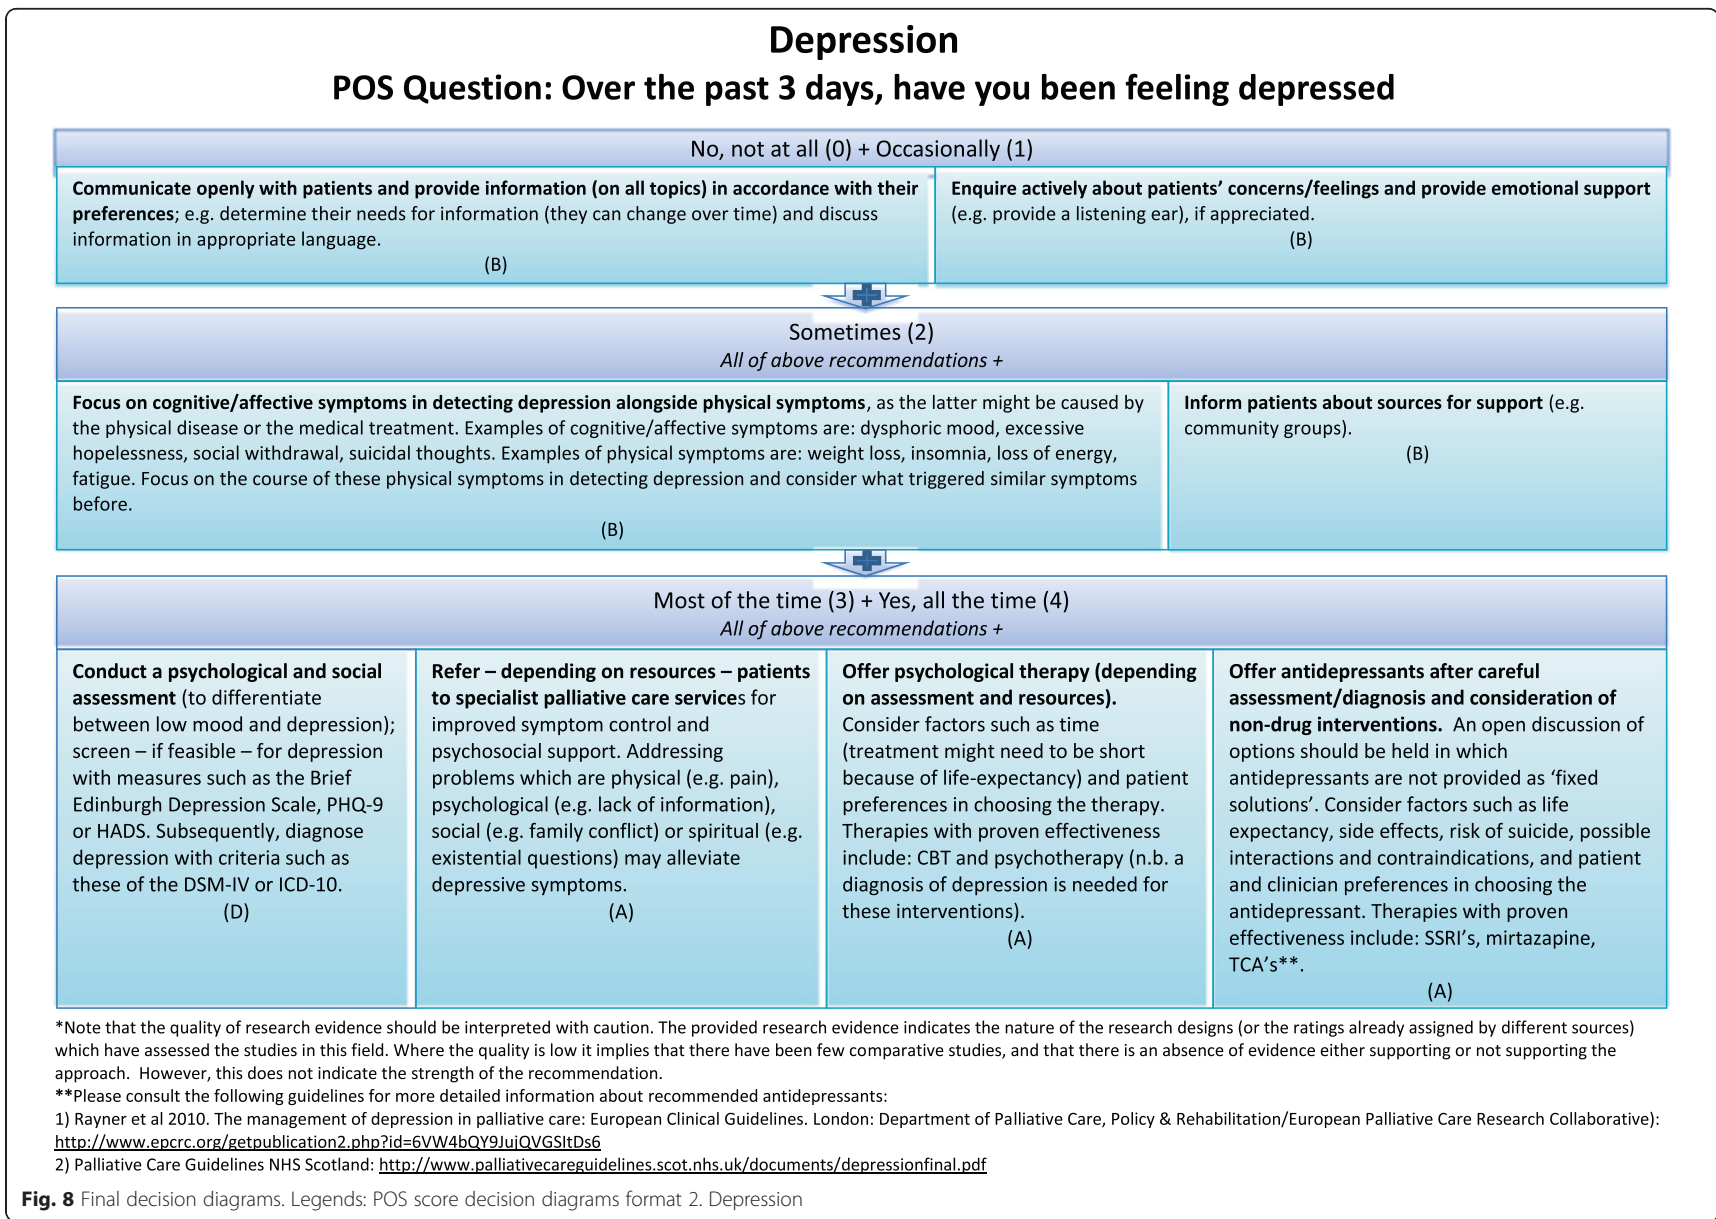 Depression
POS Question: Over the past 3 days, have you been feeling depressed
No, not at all (0) + Occasionally (1)
Communicate openly with patients and provide information (on all topics) in accordance with their
preferences; e.g. determine their needs for information (they can change over time) and discuss
information in appropriate language.
(B)
Enquire actively about patients’ concerns/feelings and provide emotional support
(e.g. provide a listening ear), if appreciated.
(B)
Sometimes (2)
All of above recommendations +
Focus on cognitive/affective symptoms in detecting depression alongside physical symptoms, as the latter might be caused by
the physical disease or the medical treatment. Examples of cognitive/affective symptoms are: dysphoric mood, excessive
hopelessness, social withdrawal, suicidal thoughts. Examples of physical symptoms are: weight loss, insomnia, loss of energy,
fatigue. Focus on the course of these physical symptoms in detecting depression and consider what triggered similar symptoms
before.
(B)
Inform patients about sources for support (e.g.
community groups).
(B)
Most of the time (3) + Yes, all the time (4)
All of above recommendations +
Conduct a psychological and social
assessment (to differentiate
between low mood and depression);
screen – if feasible – for depression
with measures such as the Brief
Edinburgh Depression Scale, PHQ-9
or HADS. Subsequently, diagnose
depression with criteria such as
these of the DSM-IV or ICD-10.
(D)
Refer – depending on resources – patients
to specialist palliative care services for
improved symptom control and
psychosocial support. Addressing
problems which are physical (e.g. pain),
psychological (e.g. lack of information),
social (e.g. family conflict) or spiritual (e.g.
existential questions) may alleviate
depressive symptoms.
(A)
Offer psychological therapy (depending
on assessment and resources).
Consider factors such as time
(treatment might need to be short
because of life-expectancy) and patient
preferences in choosing the therapy.
Therapies with proven effectiveness
include: CBT and psychotherapy (n.b. a
diagnosis of depression is needed for
these interventions).
(A)
Offer antidepressants after careful
assessment/diagnosis and consideration of
non-drug interventions. An open discussion of
options should be held in which
antidepressants are not provided as ‘fixed
solutions’. Consider factors such as life
expectancy, side effects, risk of suicide, possible
interactions and contraindications, and patient
and clinician preferences in choosing the
antidepressant. Therapies with proven
effectiveness include: SSRI’s, mirtazapine,
TCA’s**.
(A)
*Note that the quality of research evidence should be interpreted with caution. The provided research evidence indicates the nature of the research designs (or the ratings already assigned by different sources)
which have assessed the studies in this field. Where the quality is low it implies that there have been few comparative studies, and that there is an absence of evidence either supporting or not supporting the
approach. However, this does not indicate the strength of the recommendation.
**Please consult the following guidelines for more detailed information about recommended antidepressants:
1) Rayner et al 2010. The management of depression in palliative care: European Clinical Guidelines. London: Department of Palliative Care, Policy & Rehabilitation/European Palliative Care Research Collaborative):
http://www.epcrc.org/getpublication2.php?id=6VW4bQY9JujQVGSItDs6
2) Palliative Care Guidelines NHS Scotland: http://www.palliativecareguidelines.scot.nhs.uk/documents/depressionfinal.pdf
Fig. 8 Final decision diagrams. Legends: POS score decision diagrams format 2. Depression